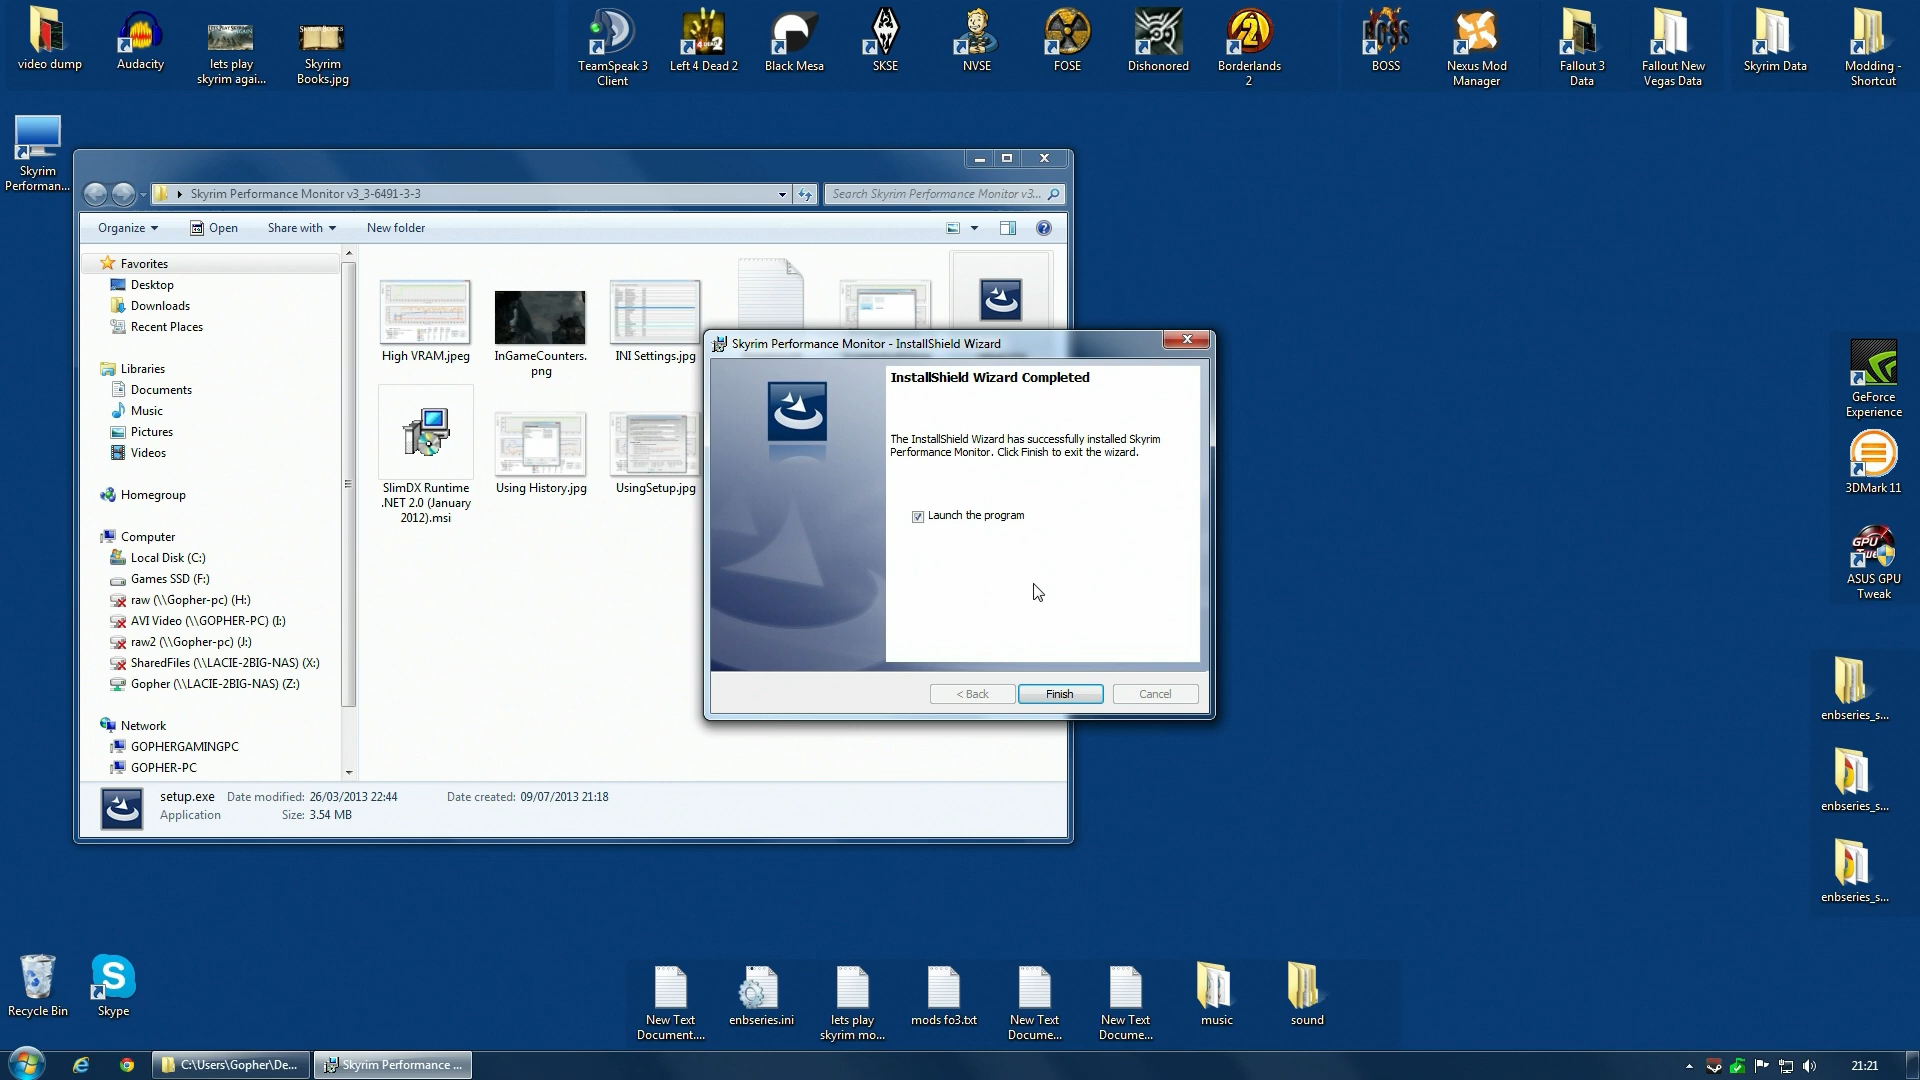 video dump
Audacity
lets play
skyrim agai...
Skyrim
Books.jpg
TeamSpeak 3
Client
Left 4 Dead 2
Black Mesa
SKSE
NVSE
FOSE
Dishonored
Borderlands
2
BOSS
Nexus Mod
Manager
Fallout 3
Data
Fallout New
Vegas Data
Skyrim Data
Modding -
Shortcut
Skyrim
Performan...
Skyrim Performance Monitor v3_3-6491-3-3
Search Skyrim Performance Monitor v3...
Organize
Open
Share with
New folder
Favorites
Desktop
Downloads
Recent Places
Libraries
Documents
Music
Pictures
Videos
Homegroup
Computer
Local Disk (C:)
Games SSD (F:)
raw (\\Gopher-pc) (H:)
AVI Video (\\GOPHER-PC) (I:)
raw2 (\\Gopher-pc) (J:)
SharedFiles (\\LACIE-2BIG-NAS) (X:)
Gopher (\\LACIE-2BIG-NAS) (Z:)
Network
GOPHERGAMINGPC
GOPHER-PC
High VRAM.jpeg
InGameCounters.
png
INI Settings.jpg
SlimDX Runtime
.NET 2.0 (January
2012).msi
Using History.jpg
UsingSetup.jpg
setup.exe
Date modified: 26/03/2013 22:44
Date created: 09/07/2013 21:18
Application
Size: 3.54 MB
Skyrim Performance Monitor - InstallShield Wizard
InstallShield Wizard Completed
The InstallShield Wizard has successfully installed Skyrim
Performance Monitor. Click Finish to exit the wizard.
Launch the program
< Back
Finish
Cancel
GeForce
Experience
3DMark 11
ASUS GPU
Tweak
enbseries_s...
enbseries_s...
enbseries_s...
Recycle Bin
Skype
New Text
Document....
enbseries.ini
lets play
skyrim mo...
mods fo3.txt
New Text
Docume...
New Text
Docume...
music
sound
C:\Users\Gopher\De...
Skyrim Performance ...
21:21